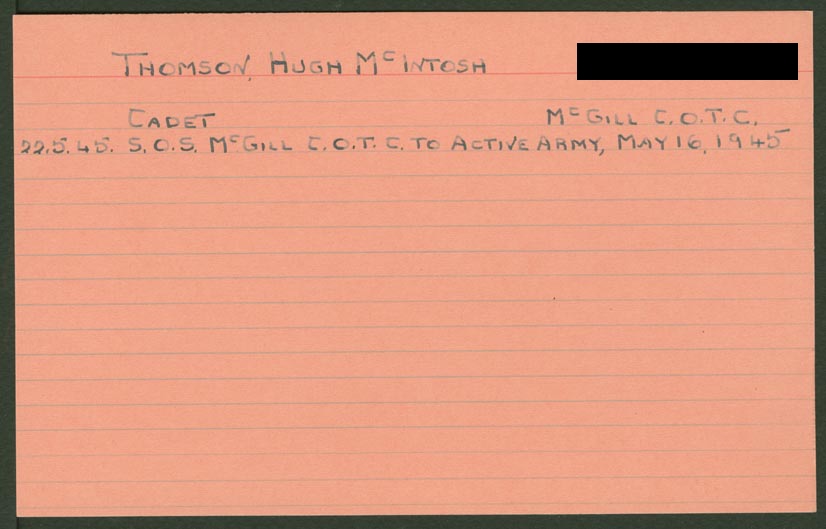 THOMSON, HUGH McINTOSH
CADET McGILL C.O.T.C.
22.5.45. S.O.S. McGILL C.O.T.C. TO ACTIVE ARMY, MAY 16, 1945